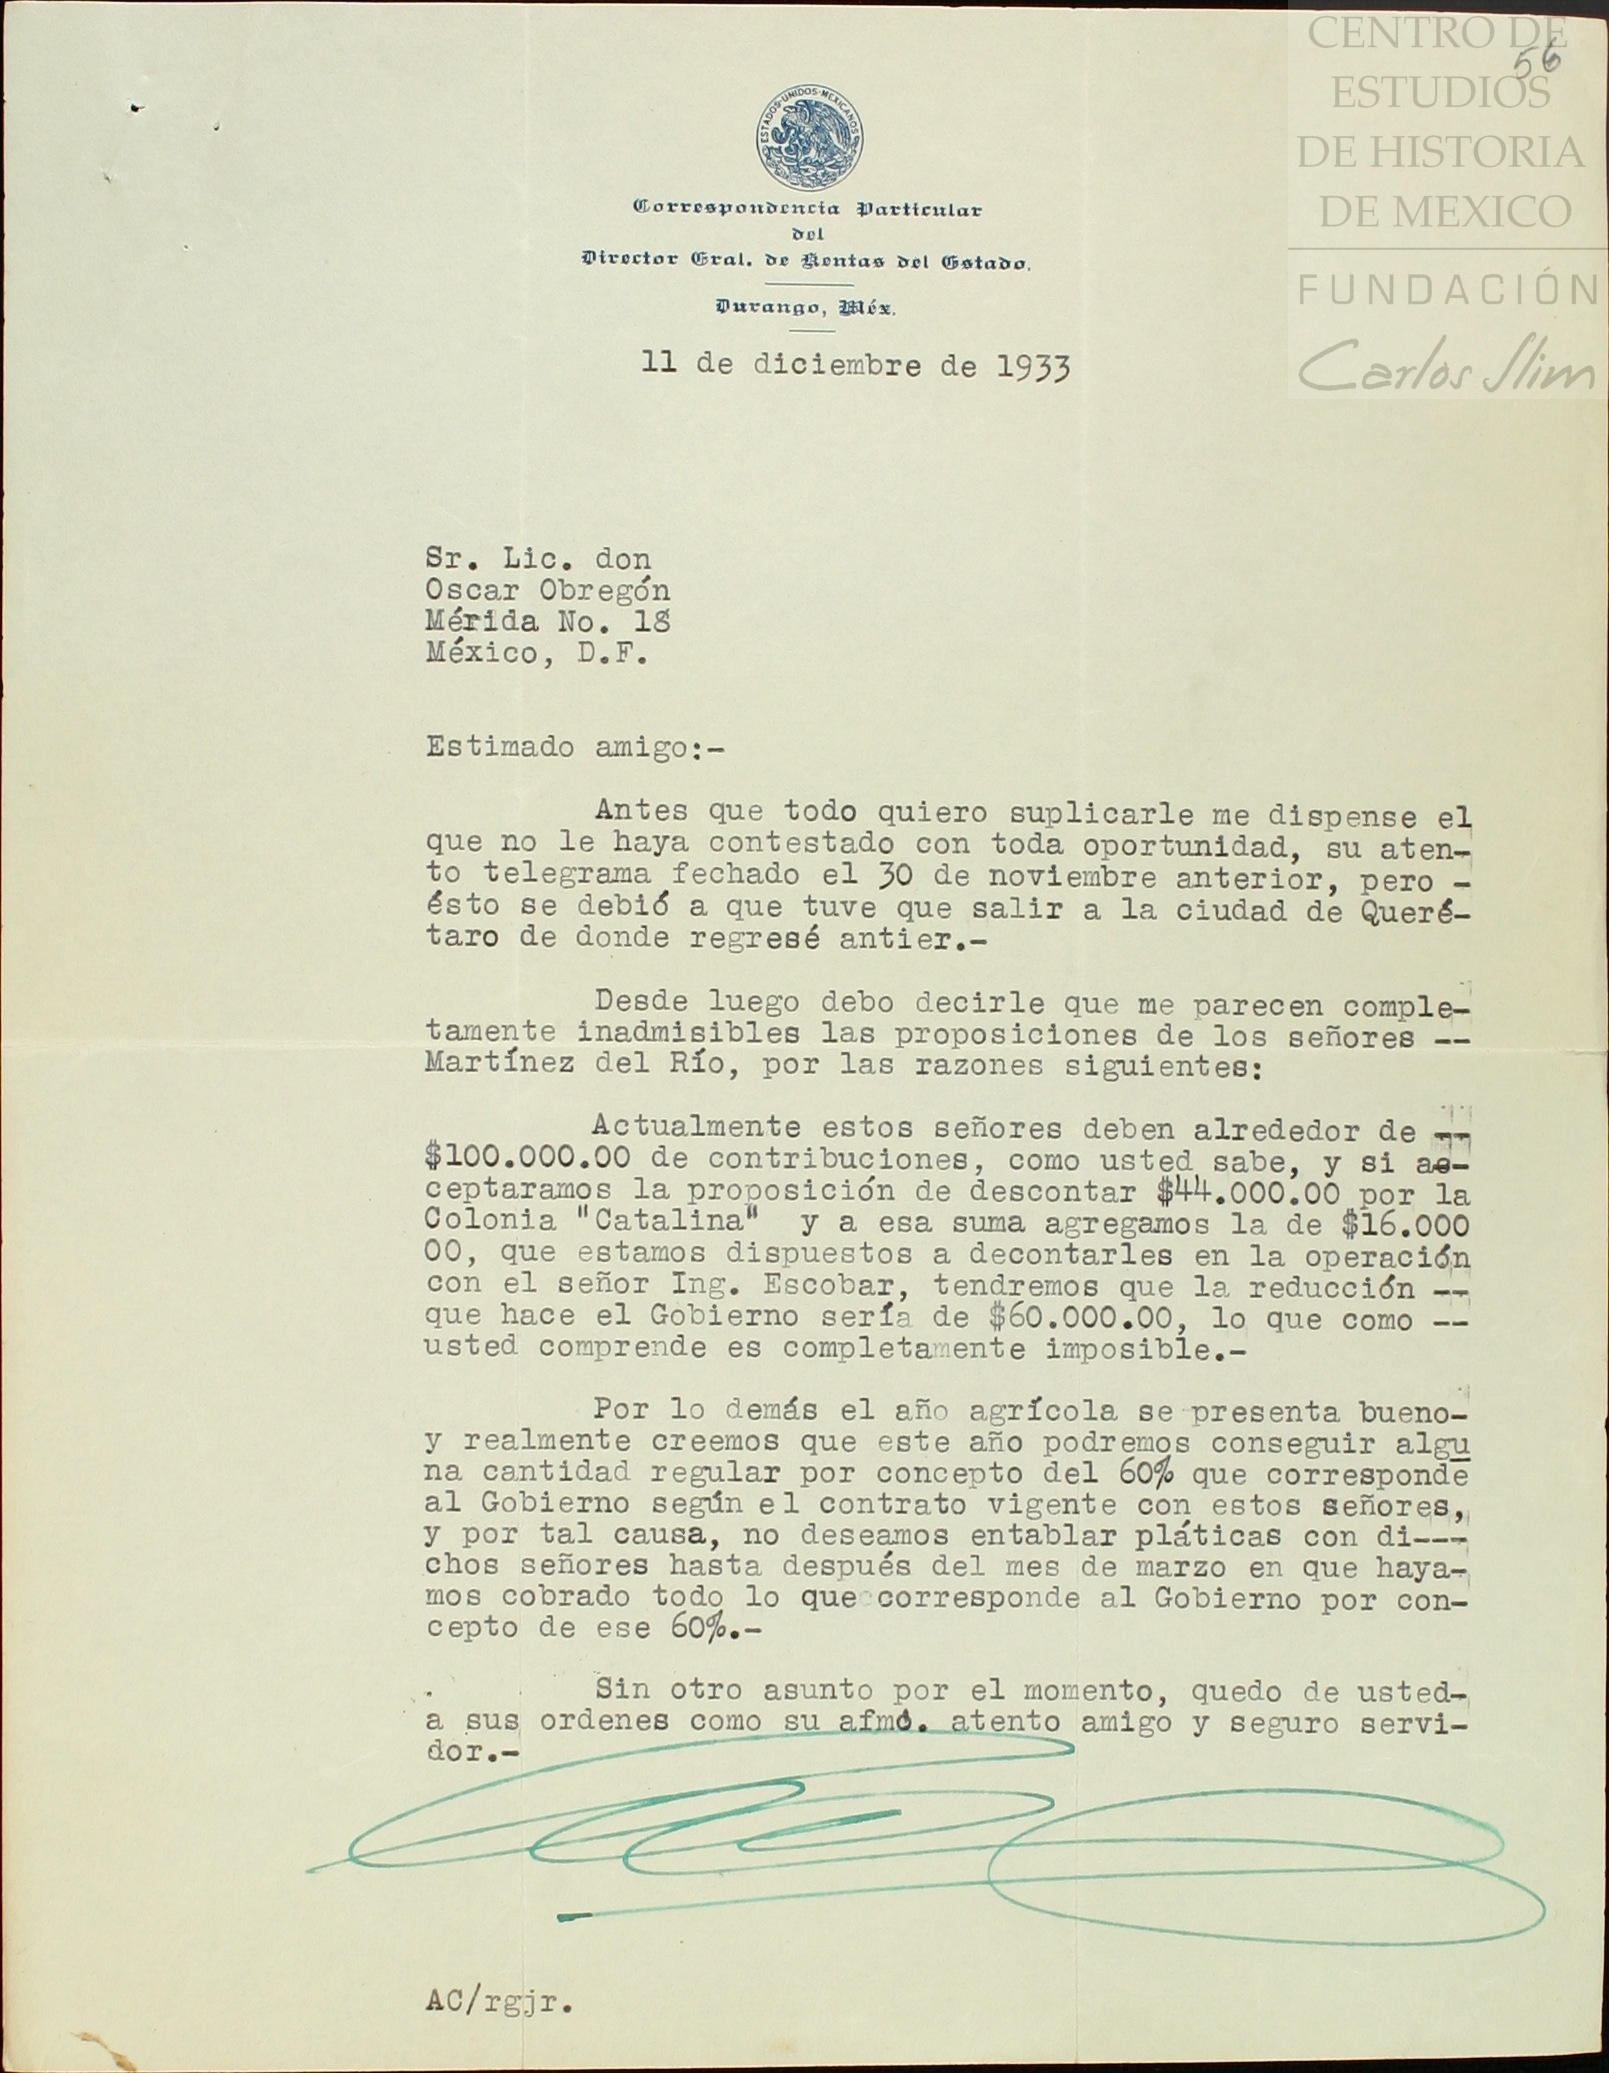 CENTRO DE
56
ESTUDIOS
DE HISTORIA
DE MEXICO
FUNDACIÓN
Carlos Slim
ESTADOS UNIDOS MEXICANOS
Correspondencia Particular
del
Director Gral. de Rentas del Estado.
Durango, Méx.
11 de diciembre de 1933
Sr. Lic. don
Oscar Obregón
Mérida No. 18
México, D.F.
Estimado amigo:-
Antes que todo quiero suplicarle me dispense el
que no le haya contestado con toda oportunidad, su aten-
to telegrama fechado el 30 de noviembre anterior, pero -
ésto se debió a que tuve que salir a la ciudad de Queré-
taro de donde regresé antier.-
Desde luego debo decirle que me parecen comple-
tamente inadmisibles las proposiciones de los señores --
Martínez del Río, por las razones siguientes:
Actualmente estos señores deben alrededor de --
$100.000.00 de contribuciones, como usted sabe, y si ac-
ceptaramos la proposición de descontar $44.000.00 por la
Colonia "Catalina" y a esa suma agregamos la de $16.000
00, que estamos dispuestos a decontarles en la operación
con el señor Ing. Escobar, tendremos que la reducción --
que hace el Gobierno sería de $60.000.00, lo que como --
usted comprende es completamente imposible.-
Por lo demás el año agrícola se presenta bueno-
y realmente creemos que este año podremos conseguir algu
na cantidad regular por concepto del 60% que corresponde
al Gobierno según el contrato vigente con estos señores,
y por tal causa, no deseamos entablar pláticas con di---
chos señores hasta después del mes de marzo en que haya-
mos cobrado todo lo que corresponde al Gobierno por con-
cepto de ese 60%.-
Sin otro asunto por el momento, quedo de usted-
a sus ordenes como su afmo. atento amigo y seguro servi-
dor.-
AC/rgjr.